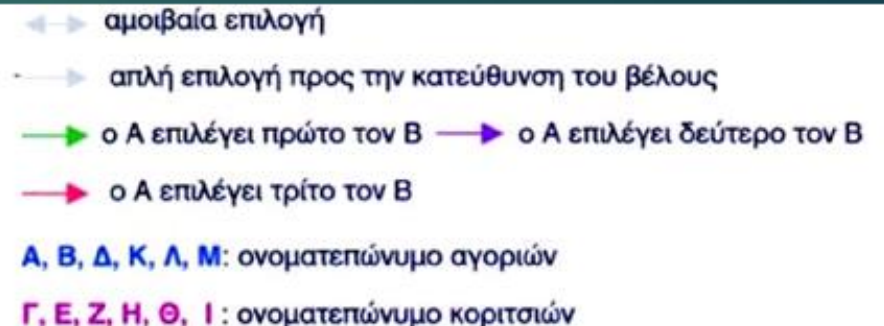 αμοιβαία επιλογή
απλή επιλογή προς την κατεύθυνση του βέλους
ο Α επιλέγει πρώτο τον Β ο Α επιλέγει δεύτερο τον Β
ο Α επιλέγει τρίτο τον Β
Α, Β, Δ, Κ, Λ, Μ: ονοματεπώνυμο αγοριών
Γ, Ε, Ζ, Η, Θ, Ι : ονοματεπώνυμο κοριτσιών